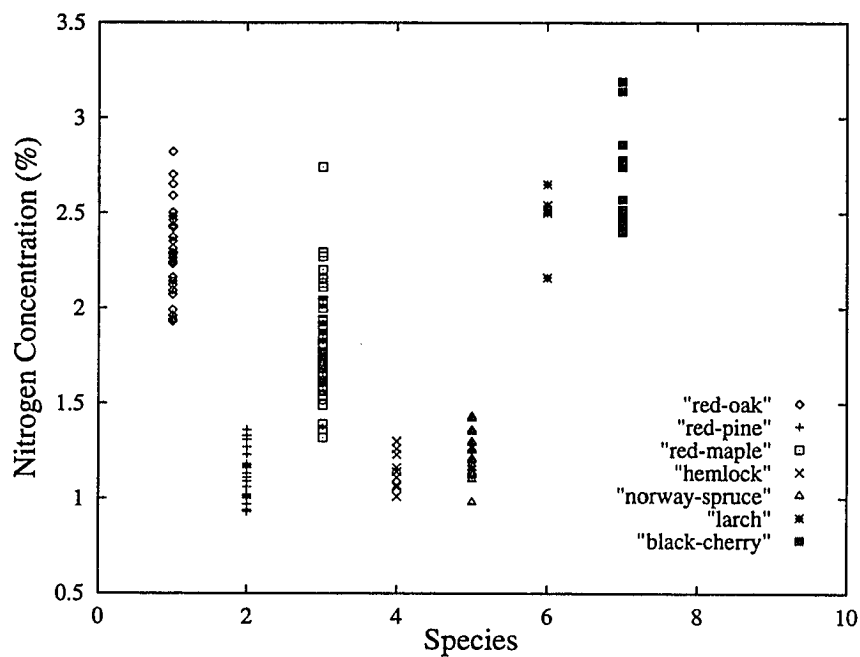 3.5
3
2.5
2
1.5
1
0.5
Nitrogen Concentration (%)
"red-oak"
"red-pine"
"red-maple"
"hemlock"
"norway-spruce"
"larch"
"black-cherry"
0 2 4 6 8 10
Species